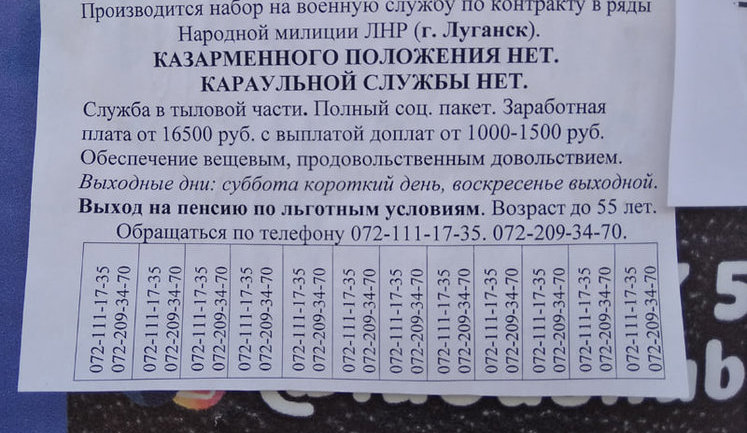 Производится набор на военную службу по контракту в ряды
Народной милиции ЛНР (г. Луганск).
КАЗАРМЕННОГО ПОЛОЖЕНИЯ НЕТ.
КАРАУЛЬНОЙ СЛУЖБЫ НЕТ.
Служба в тыловой части. Полный соц. пакет. Заработная
плата от 16500 руб. с выплатой доплат от 1000-1500 руб.
Обеспечение вещевым, продовольственным довольствием.
Выходные дни: суббота короткий день, воскресенье выходной.
Выход на пенсию по льготным условиям. Возраст до 55 лет.
Обращаться по телефону 072-111-17-35. 072-209-34-70.
072-111-17-35
072-209-34-70
072-111-17-35
072-209-34-70
072-111-17-35
072-209-34-70
072-111-17-35
072-209-34-70
072-111-17-35
072-209-34-70
072-111-17-35
072-209-34-70
072-111-17-35
072-209-34-70
072-111-17-35
072-209-34-70
072-111-17-35
072-209-34-70
072-111-17-35
072-209-34-70
072-111-17-35
072-209-34-70
072-111-17-35
072-209-34-70
5